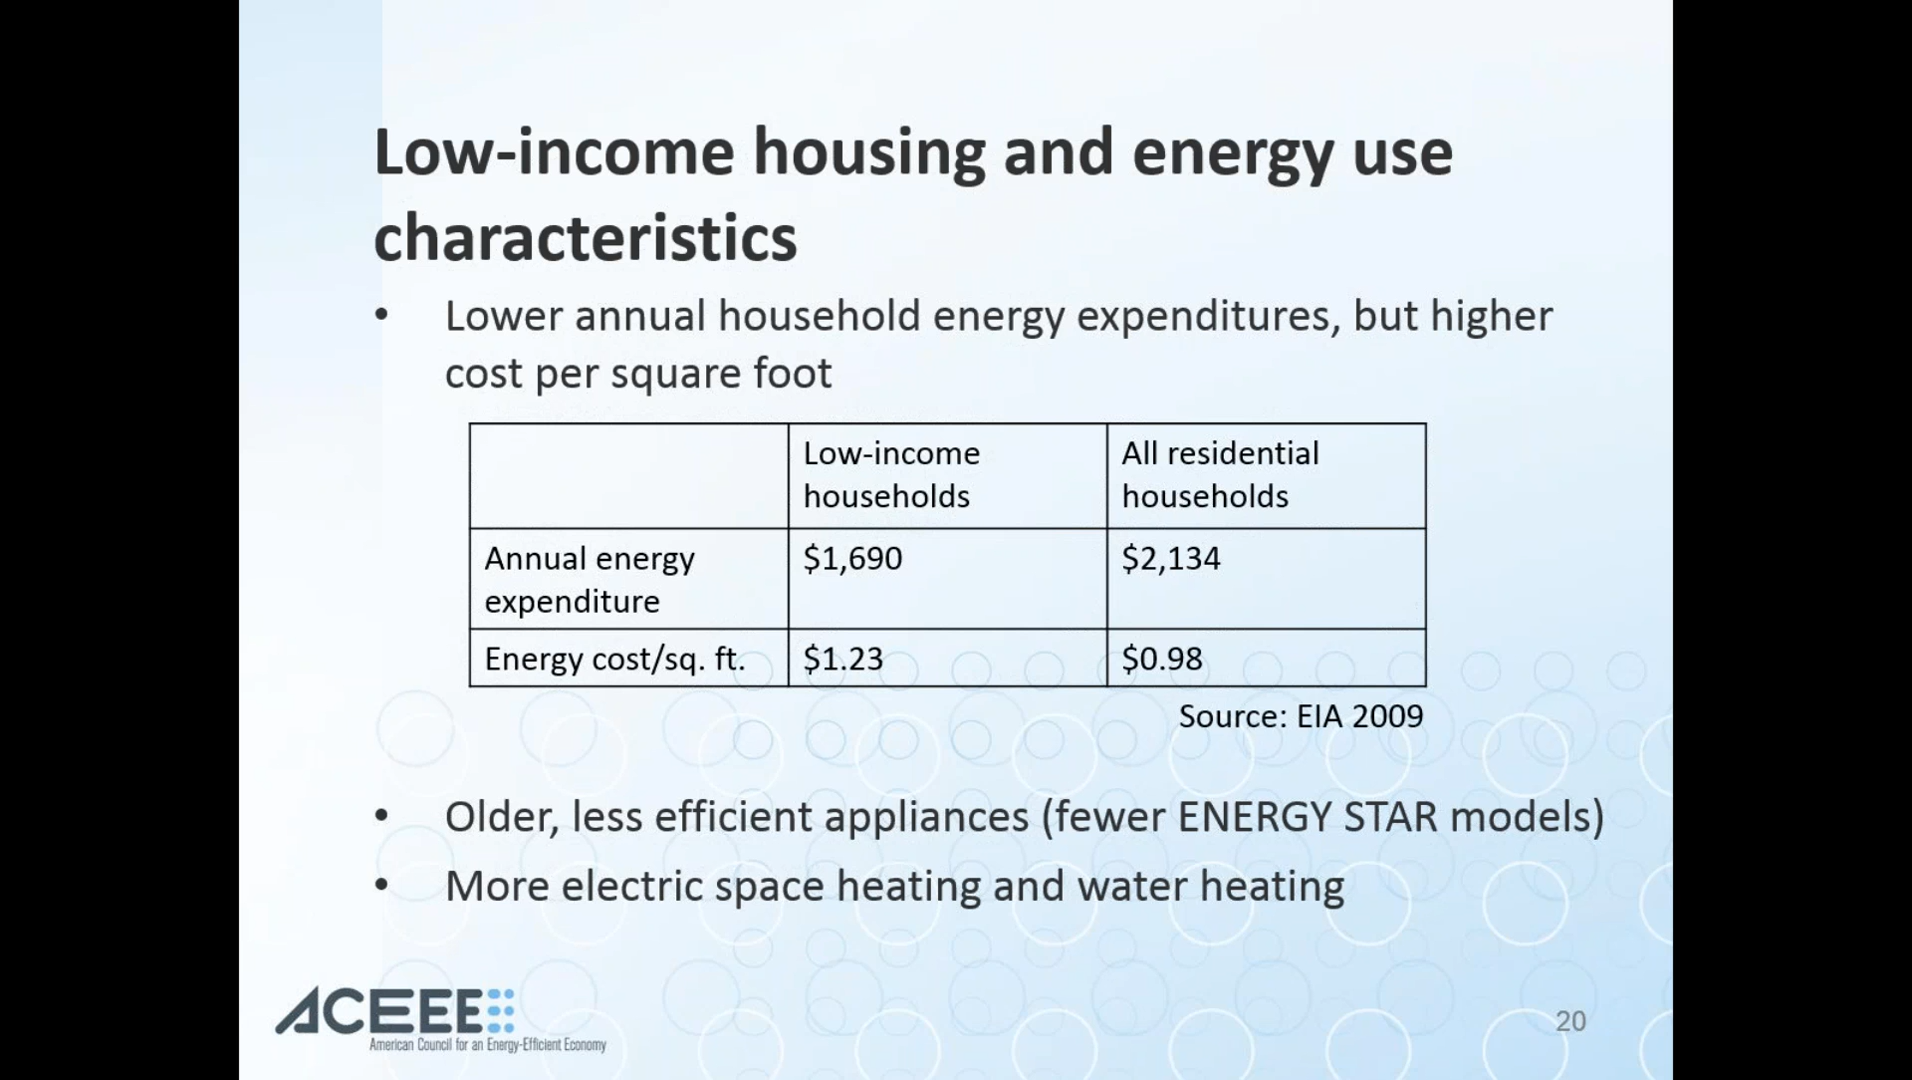 Low-income housing and energy use
characteristics
• Lower annual household energy expenditures, but higher
cost per square foot
Low-income
households
All residential
households
Annual energy
expenditure
$1,690
$2,134
Energy cost/sq. ft.
$1.23
$0.98
Source: EIA 2009
• Older, less efficient appliances (fewer ENERGY STAR models)
• More electric space heating and water heating
ACEEE
American Council for an Energy-Efficient Economy
20